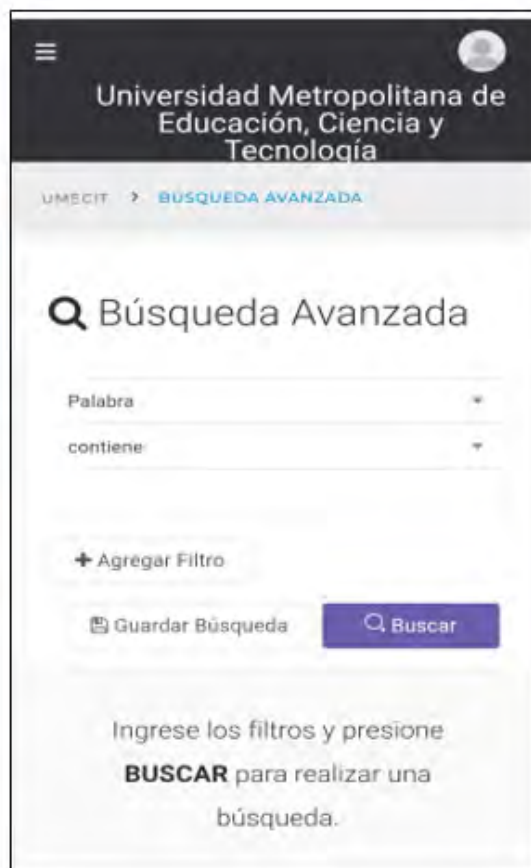 Universidad Metropolitana de
Educación, Ciencia y
Tecnología
UMECIT > BÚSQUEDA AVANZADA
Búsqueda Avanzada
Palabra
contiene
+ Agregar Filtro
Guardar Búsqueda
Buscar
Ingrese los filtros y presione
BUSCAR para realizar una
búsqueda.